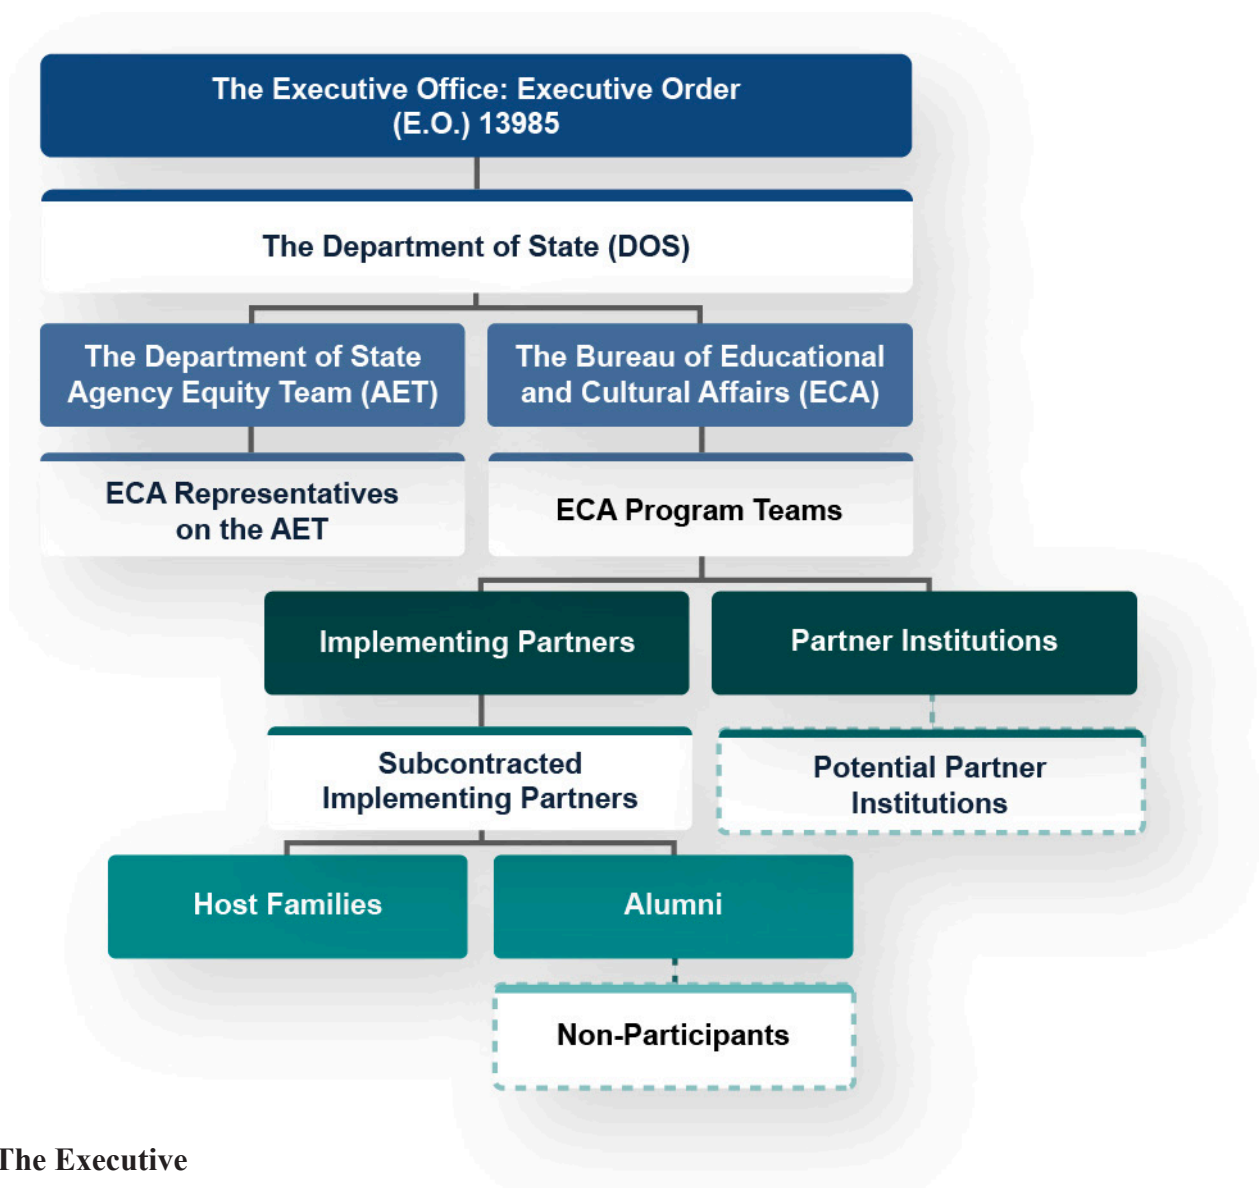 The Executive Office: Executive Order
(E.O.) 13985
The Department of State (DOS)
The Department of State
Agency Equity Team (AET)
The Bureau of Educational
and Cultural Affairs (ECA)
ECA Representatives
on the AET
ECA Program Teams
Implementing Partners
Partner Institutions
Subcontracted
Implementing Partners
Potential Partner
Institutions
Host Families
Alumni
Non-Participants
The Executive